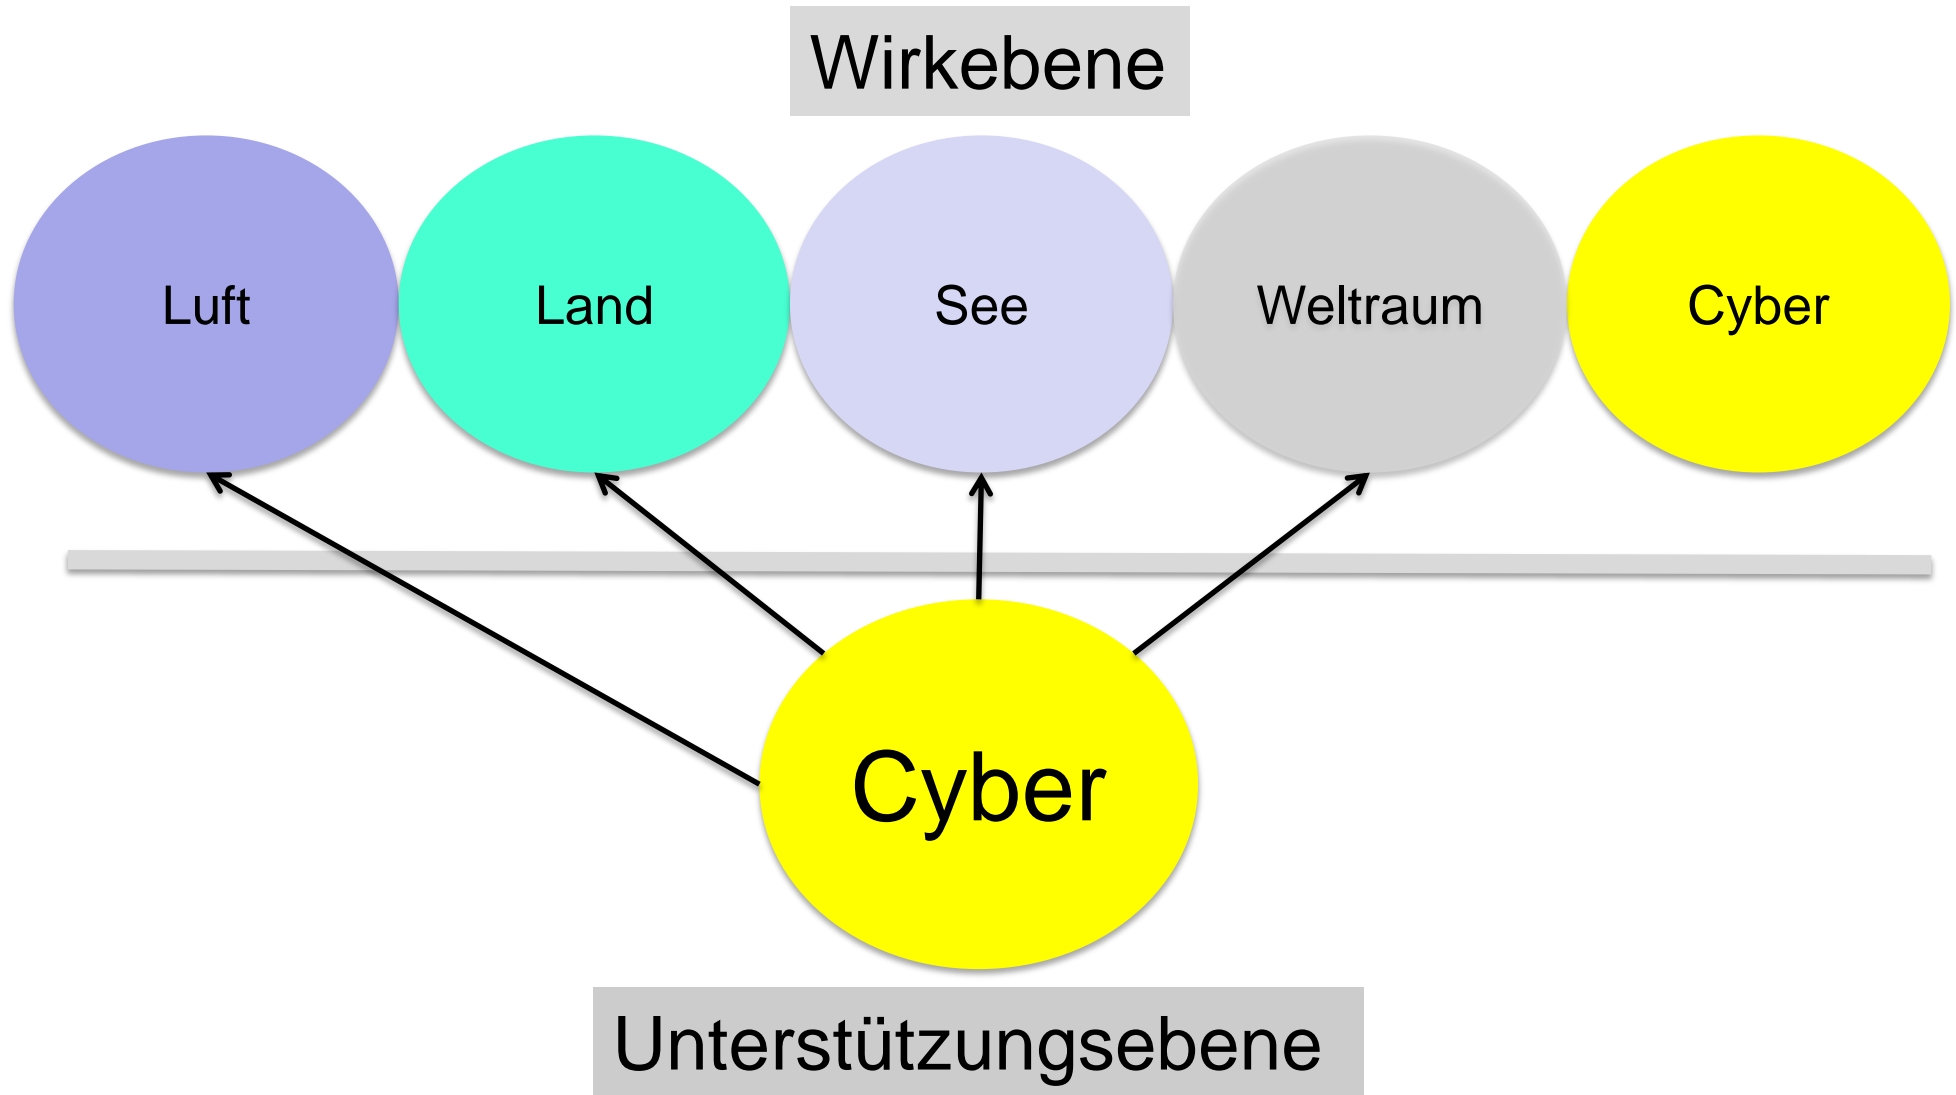 Wirkebene
Luft
Land
See
Weltraum
Cyber
Cyber
Unterstützungsebene